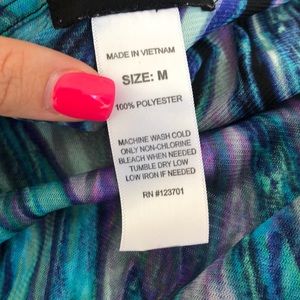 MADE IN VIETNAM
SIZE: M
100% POLYESTER
MACHINE WASH COLD
ONLY NON-CHLORINE
BLEACH WHEN NEEDED
TUMBLE DRY LOW
LOW IRON IF NEEDED
RN #123701